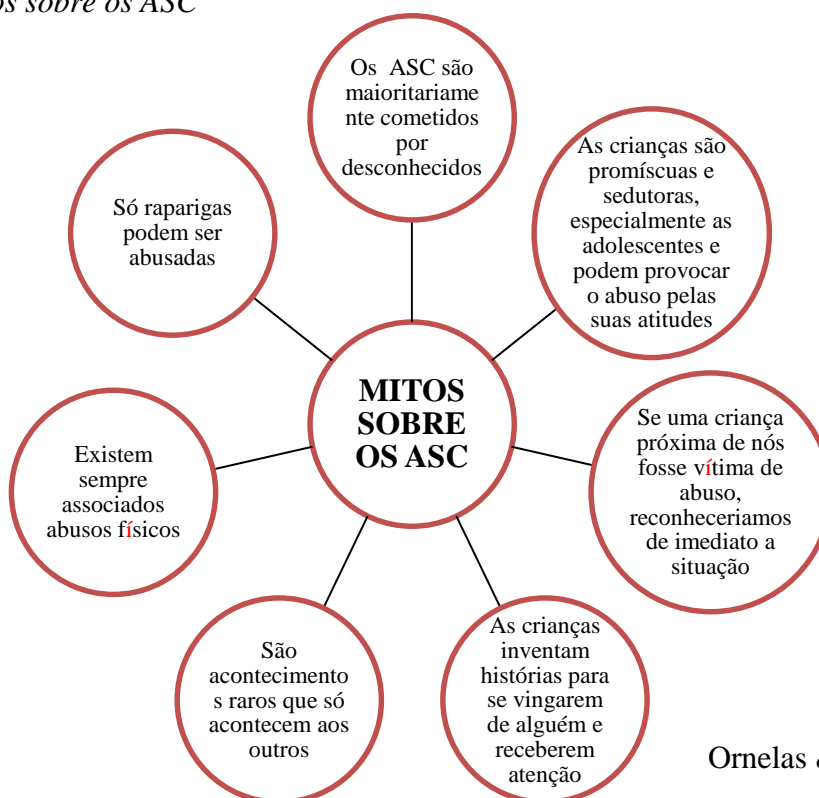 os sobre os ASC
Os ASC são
maioritariame
nte cometidos
por
desconhecidos
As crianças são
promíscuas e
sedutoras,
especialmente as
adolescentes e
podem provocar
o abuso pelas
suas atitudes
Só raparigas
podem ser
abusadas
MITOS
SOBRE
OS ASC
Se uma criança
próxima de nós
fosse vítima de
abuso,
reconheceriamos
de imediato a
situação
Existem
sempre
associados
abusos físicos
São
acontecimento
s raros que só
acontecem aos
outros
As crianças
inventam
histórias para
se vingarem
de alguém e
receberem
atenção
Ornelas &